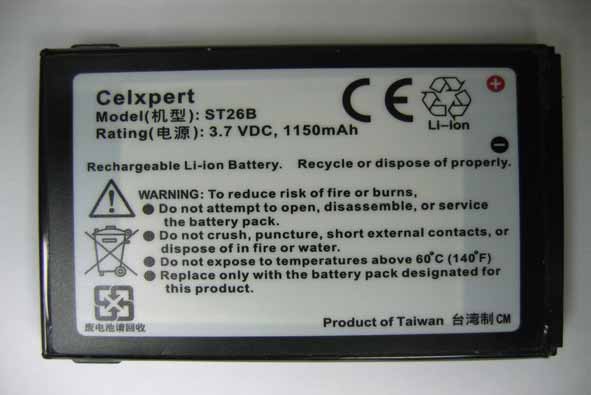 Celxpert
Model(机型): ST26B
Rating(电源): 3.7 VDC, 1150mAh
CE
Li-ion
+
-
Rechargeable Li-ion Battery. Recycle or dispose of properly.
WARNING: To reduce risk of fire or burns,
● Do not attempt to open, disassemble, or service
the battery pack.
● Do not crush, puncture, short external contacts, or
dispose of in fire or water.
● Do not expose to temperatures above 60°C (140°F)
● Replace only with the battery pack designated for
this product.
废电池请回收
Product of Taiwan 台湾制 CM